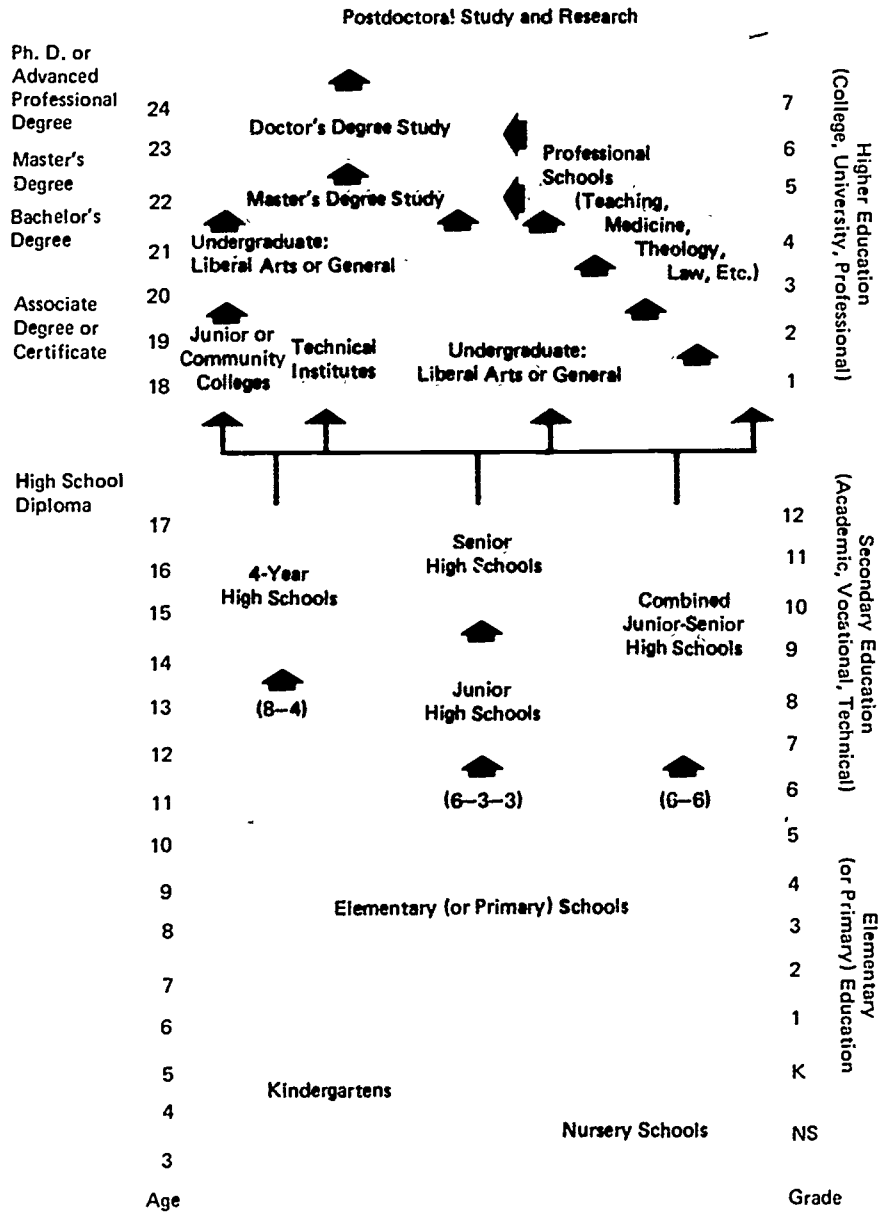 Postdoctoral Study and Research
Ph. D. or
Advanced
Professional
Degree
Master's
Degree
Bachelor's
Degree
Associate
Degree or
Certificate
High School
Diploma
24
23
22
21
20
19
18
17
16
15
14
13
12
11
10
9
8
7
6
5
4
3
Age
Doctor's Degree Study
Master's Degree Study
Professional
Schools
(Teaching,
Medicine,
Theology,
Law, Etc.)
Undergraduate:
Liberal Arts or General
Junior or
Community
Colleges
Technical
Institutes
Undergraduate:
Liberal Arts or General
4-Year
High Schools
(8–4)
Senior
High Schools
Junior
High Schools
(6–3–3)
Combined
Junior-Senior
High Schools
(6–6)
Elementary (or Primary) Schools
Kindergartens
Nursery Schools
7
6
5
4
3
2
1
12
11
10
9
8
7
6
5
4
3
2
1
K
NS
Grade
Higher Education
(College, University, Professional)
Secondary Education
(Academic, Vocational, Technical)
Elementary
(or Primary) Education